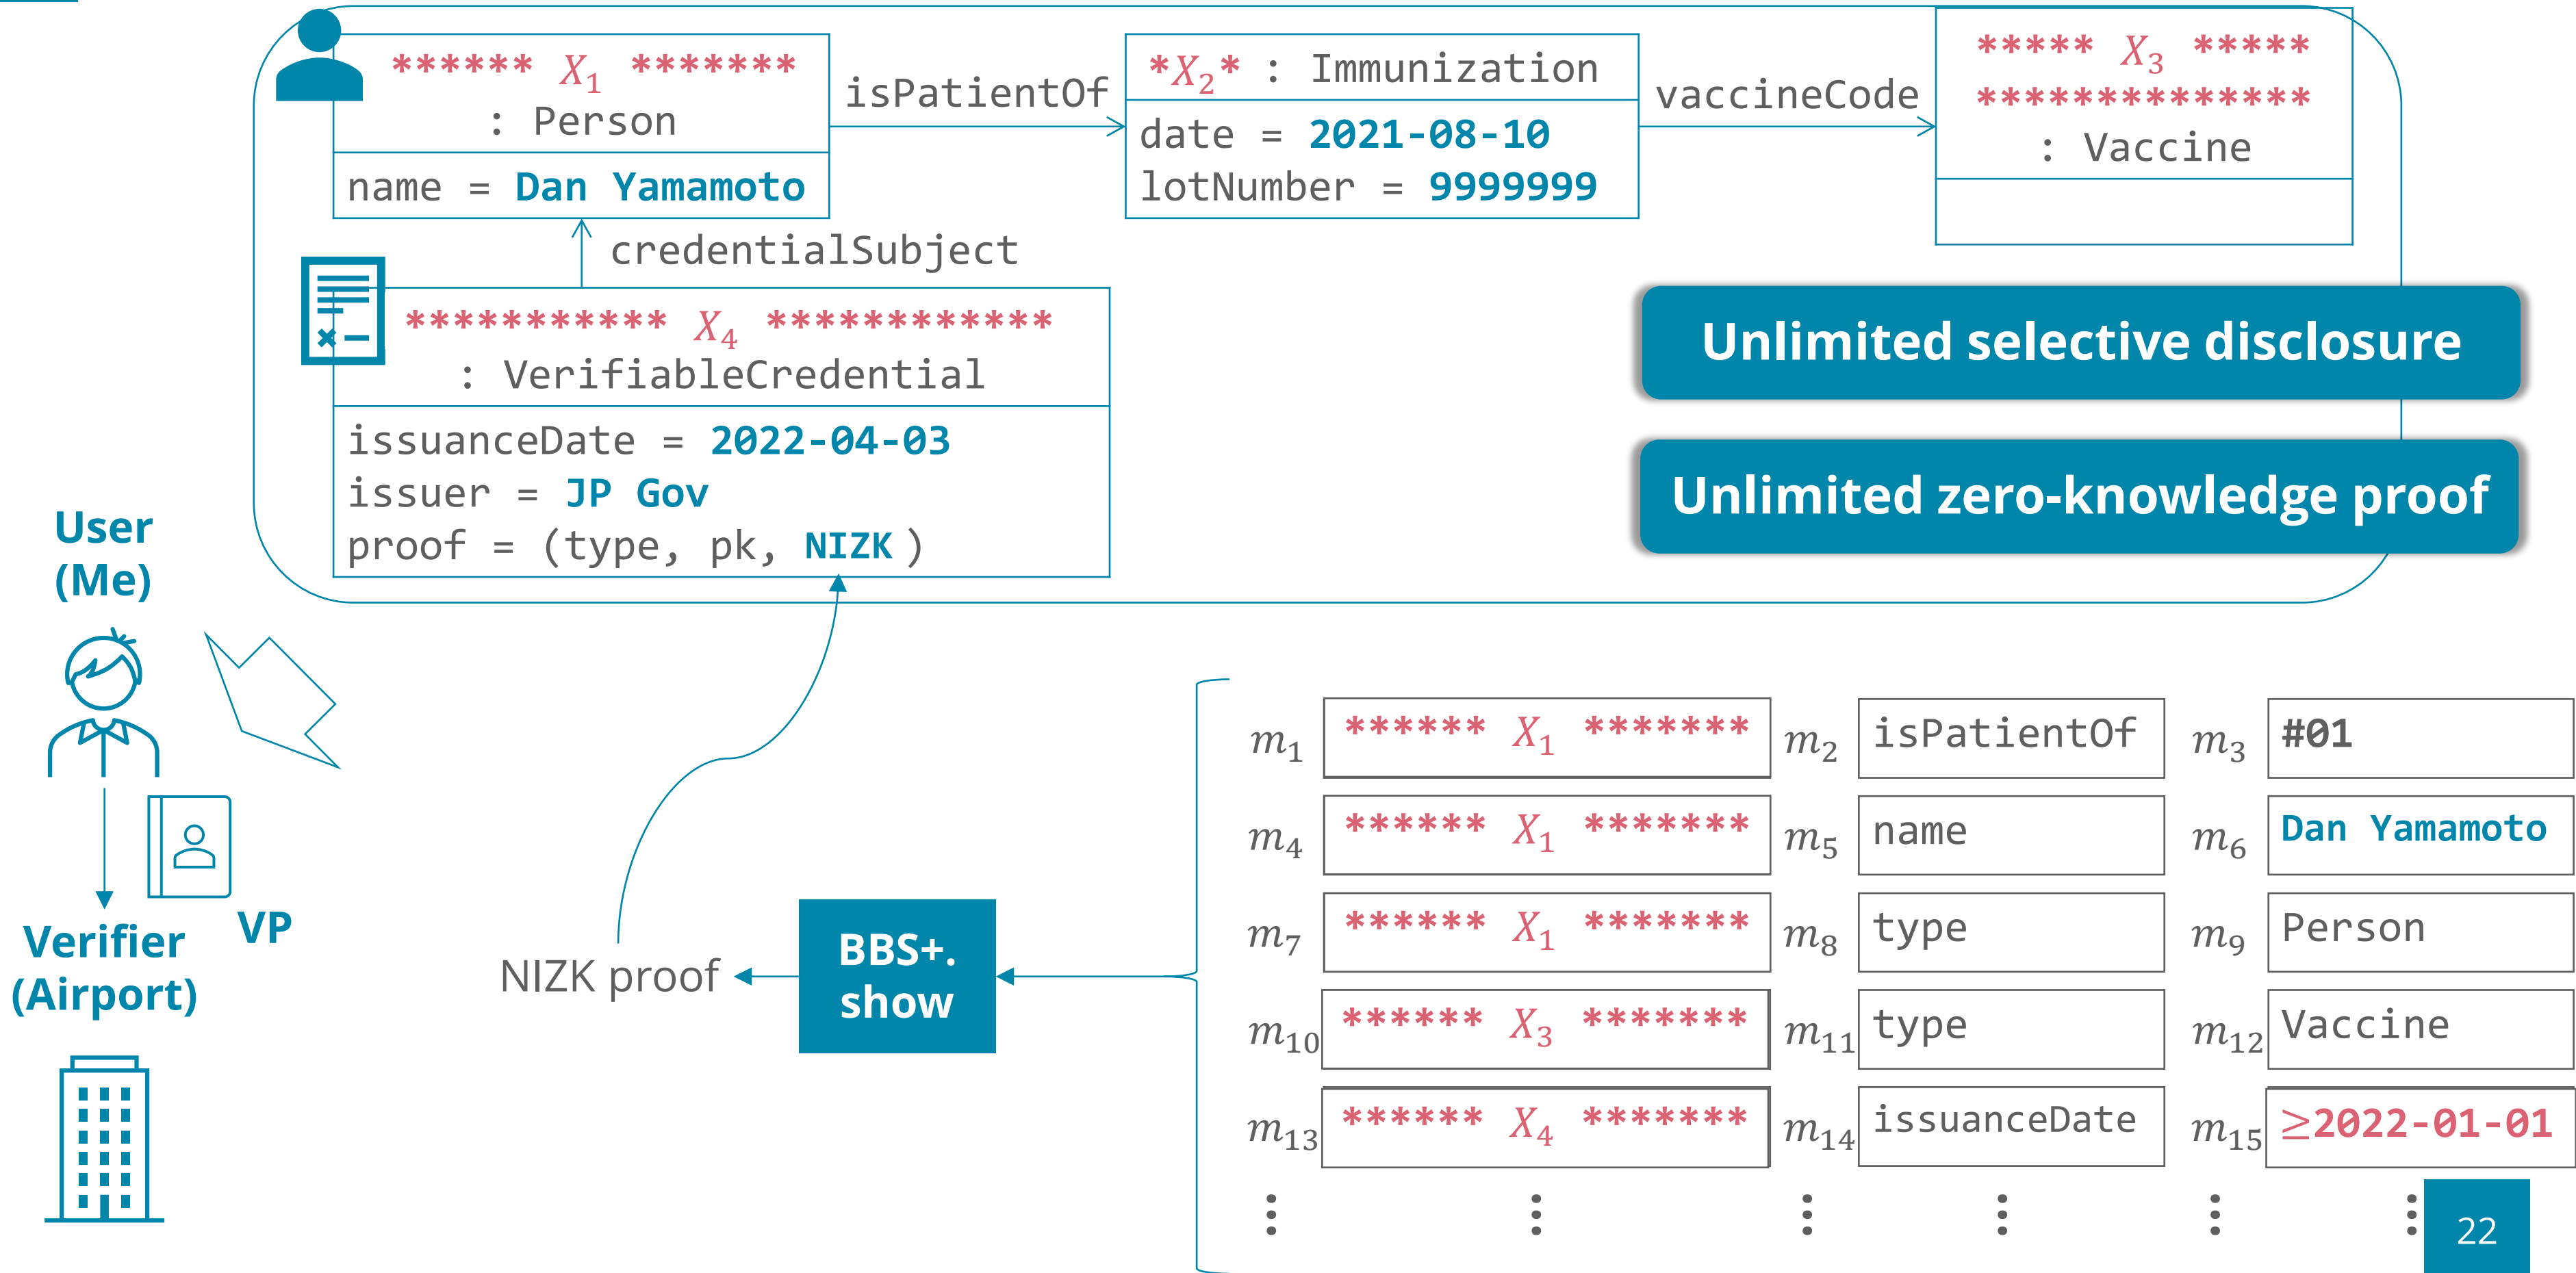 ****** X₁ *******
: Person
name = Dan Yamamoto
isPatientOf
*X₂* : Immunization
date = 2021-08-10
lotNumber = 9999999
vaccineCode
***** X₃ *****
**************
: Vaccine
credentialSubject
*********** X₄ ************
: VerifiableCredential
issuanceDate = 2022-04-03
issuer = JP Gov
proof = (type, pk, NIZK )
Unlimited selective disclosure
Unlimited zero-knowledge proof
User
(Me)
VP
Verifier
(Airport)
NIZK proof
BBS+.
show
m₁ ****** X₁ ******* m₂ isPatientOf m₃ #01
m₄ ****** X₁ ******* m₅ name m₆ Dan Yamamoto
m₇ ****** X₁ ******* m₈ type m₉ Person
m₁₀ ****** X₃ ******* m₁₁ type m₁₂ Vaccine
m₁₃ ****** X₄ ******* m₁₄ issuanceDate m₁₅ ≥2022-01-01
⋮ ⋮ ⋮ ⋮ ⋮ ⋮
22